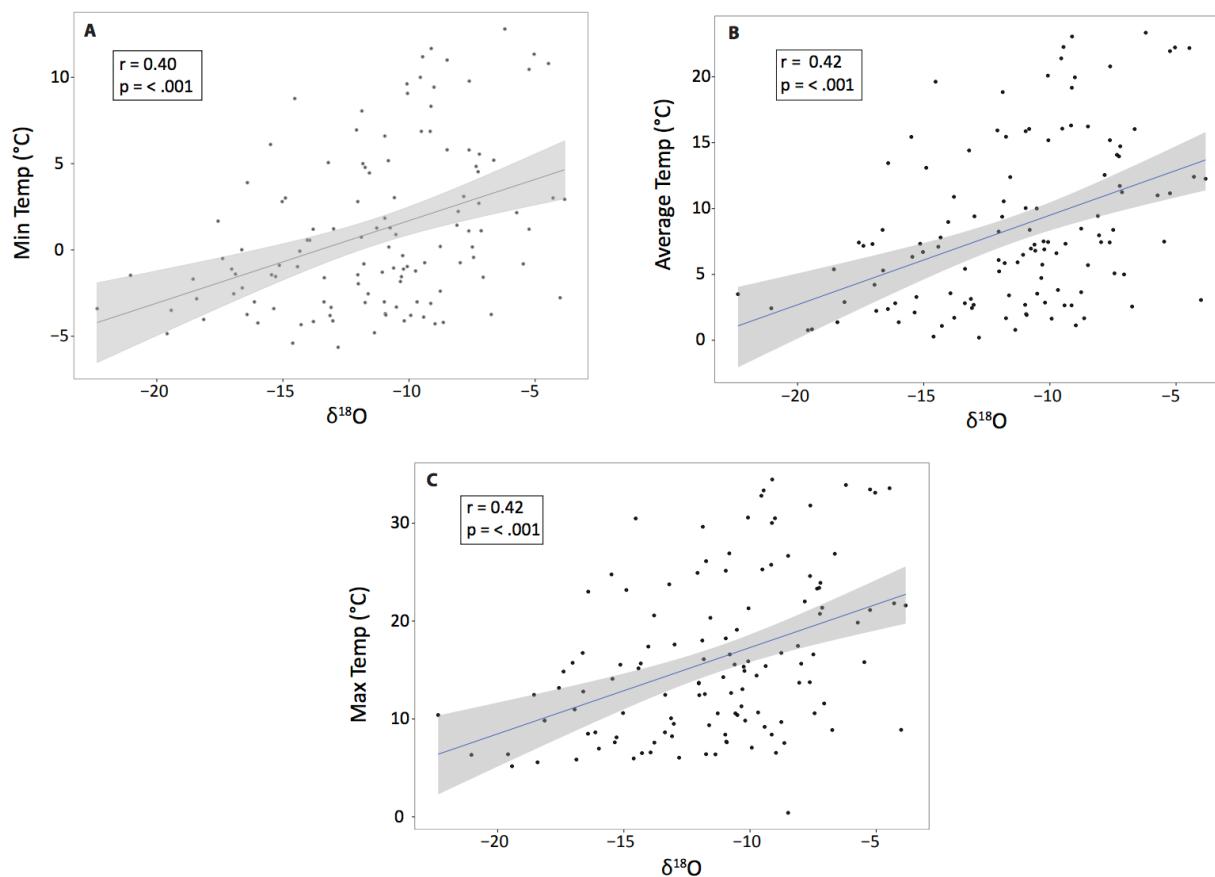 A
r = 0.40
p = < .001
10
5
0
−5
Min Temp (°C)
−20
−15
−10
−5
δ¹⁸O
B
r = 0.42
p = < .001
20
15
10
5
0
Average Temp (°C)
−20
−15
−10
−5
δ¹⁸O
C
r = 0.42
p = < .001
30
20
10
0
Max Temp (°C)
−20
−15
−10
−5
δ¹⁸O